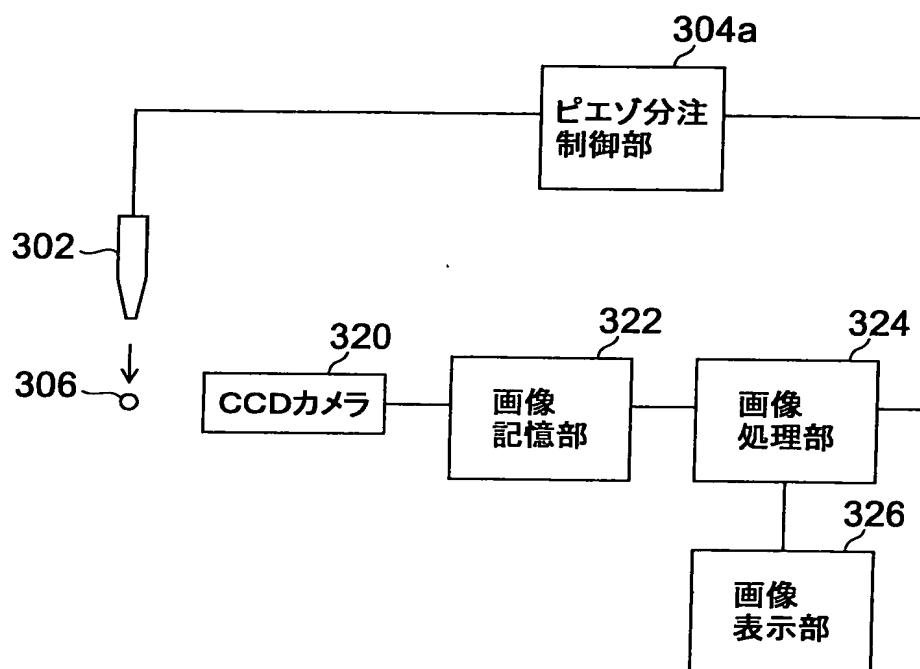 304a
ピエゾ分注
制御部
302
306
320
CCDカメラ
322
画像
記憶部
324
画像
処理部
326
画像
表示部